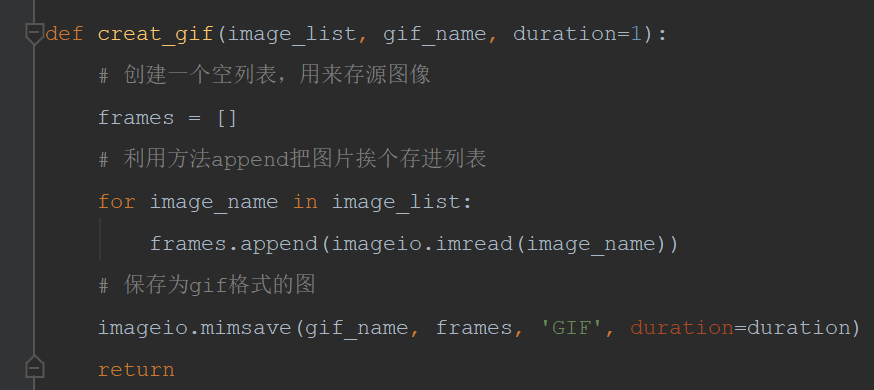 def creat_gif(image_list, gif_name, duration=1):
# 创建一个空列表，用来存源图像
frames = []
# 利用方法append把图片挨个存进列表
for image_name in image_list:
frames.append(imageio.imread(image_name))
# 保存为gif格式的图
imageio.mimsave(gif_name, frames, 'GIF', duration=duration)
return